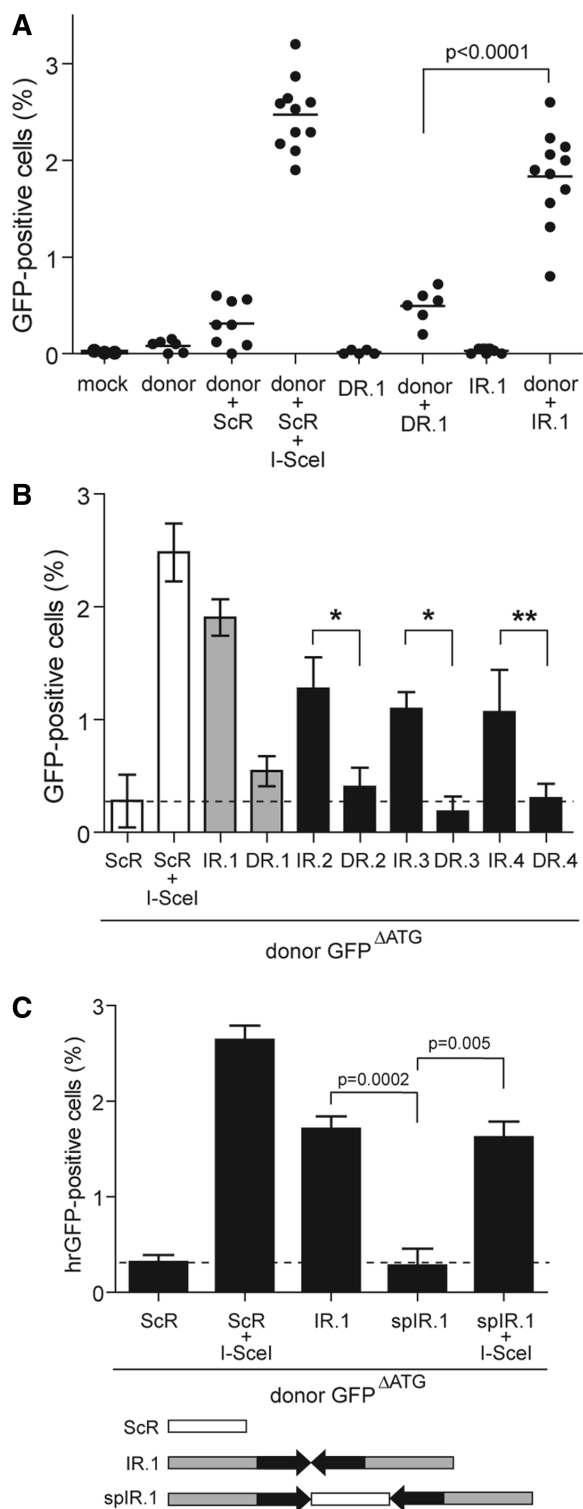 A
GFP-positive cells (%)
3
2
1
0
p<0.0001
mock donor donor + ScR donor + ScR + I-SceI DR.1 donor + DR.1 IR.1 donor + IR.1
B
GFP-positive cells (%)
3
2
1
0
* * **
ScR ScR + I-SceI IR.1 DR.1 IR.2 DR.2 IR.3 DR.3 IR.4 DR.4
donor GFP ΔATG
C
hrGFP-positive cells (%)
3
2
1
0
p=0.005
p=0.0002
ScR ScR + I-SceI IR.1 spIR.1 spIR.1 + I-SceI
donor GFP ΔATG
ScR
IR.1
spIR.1